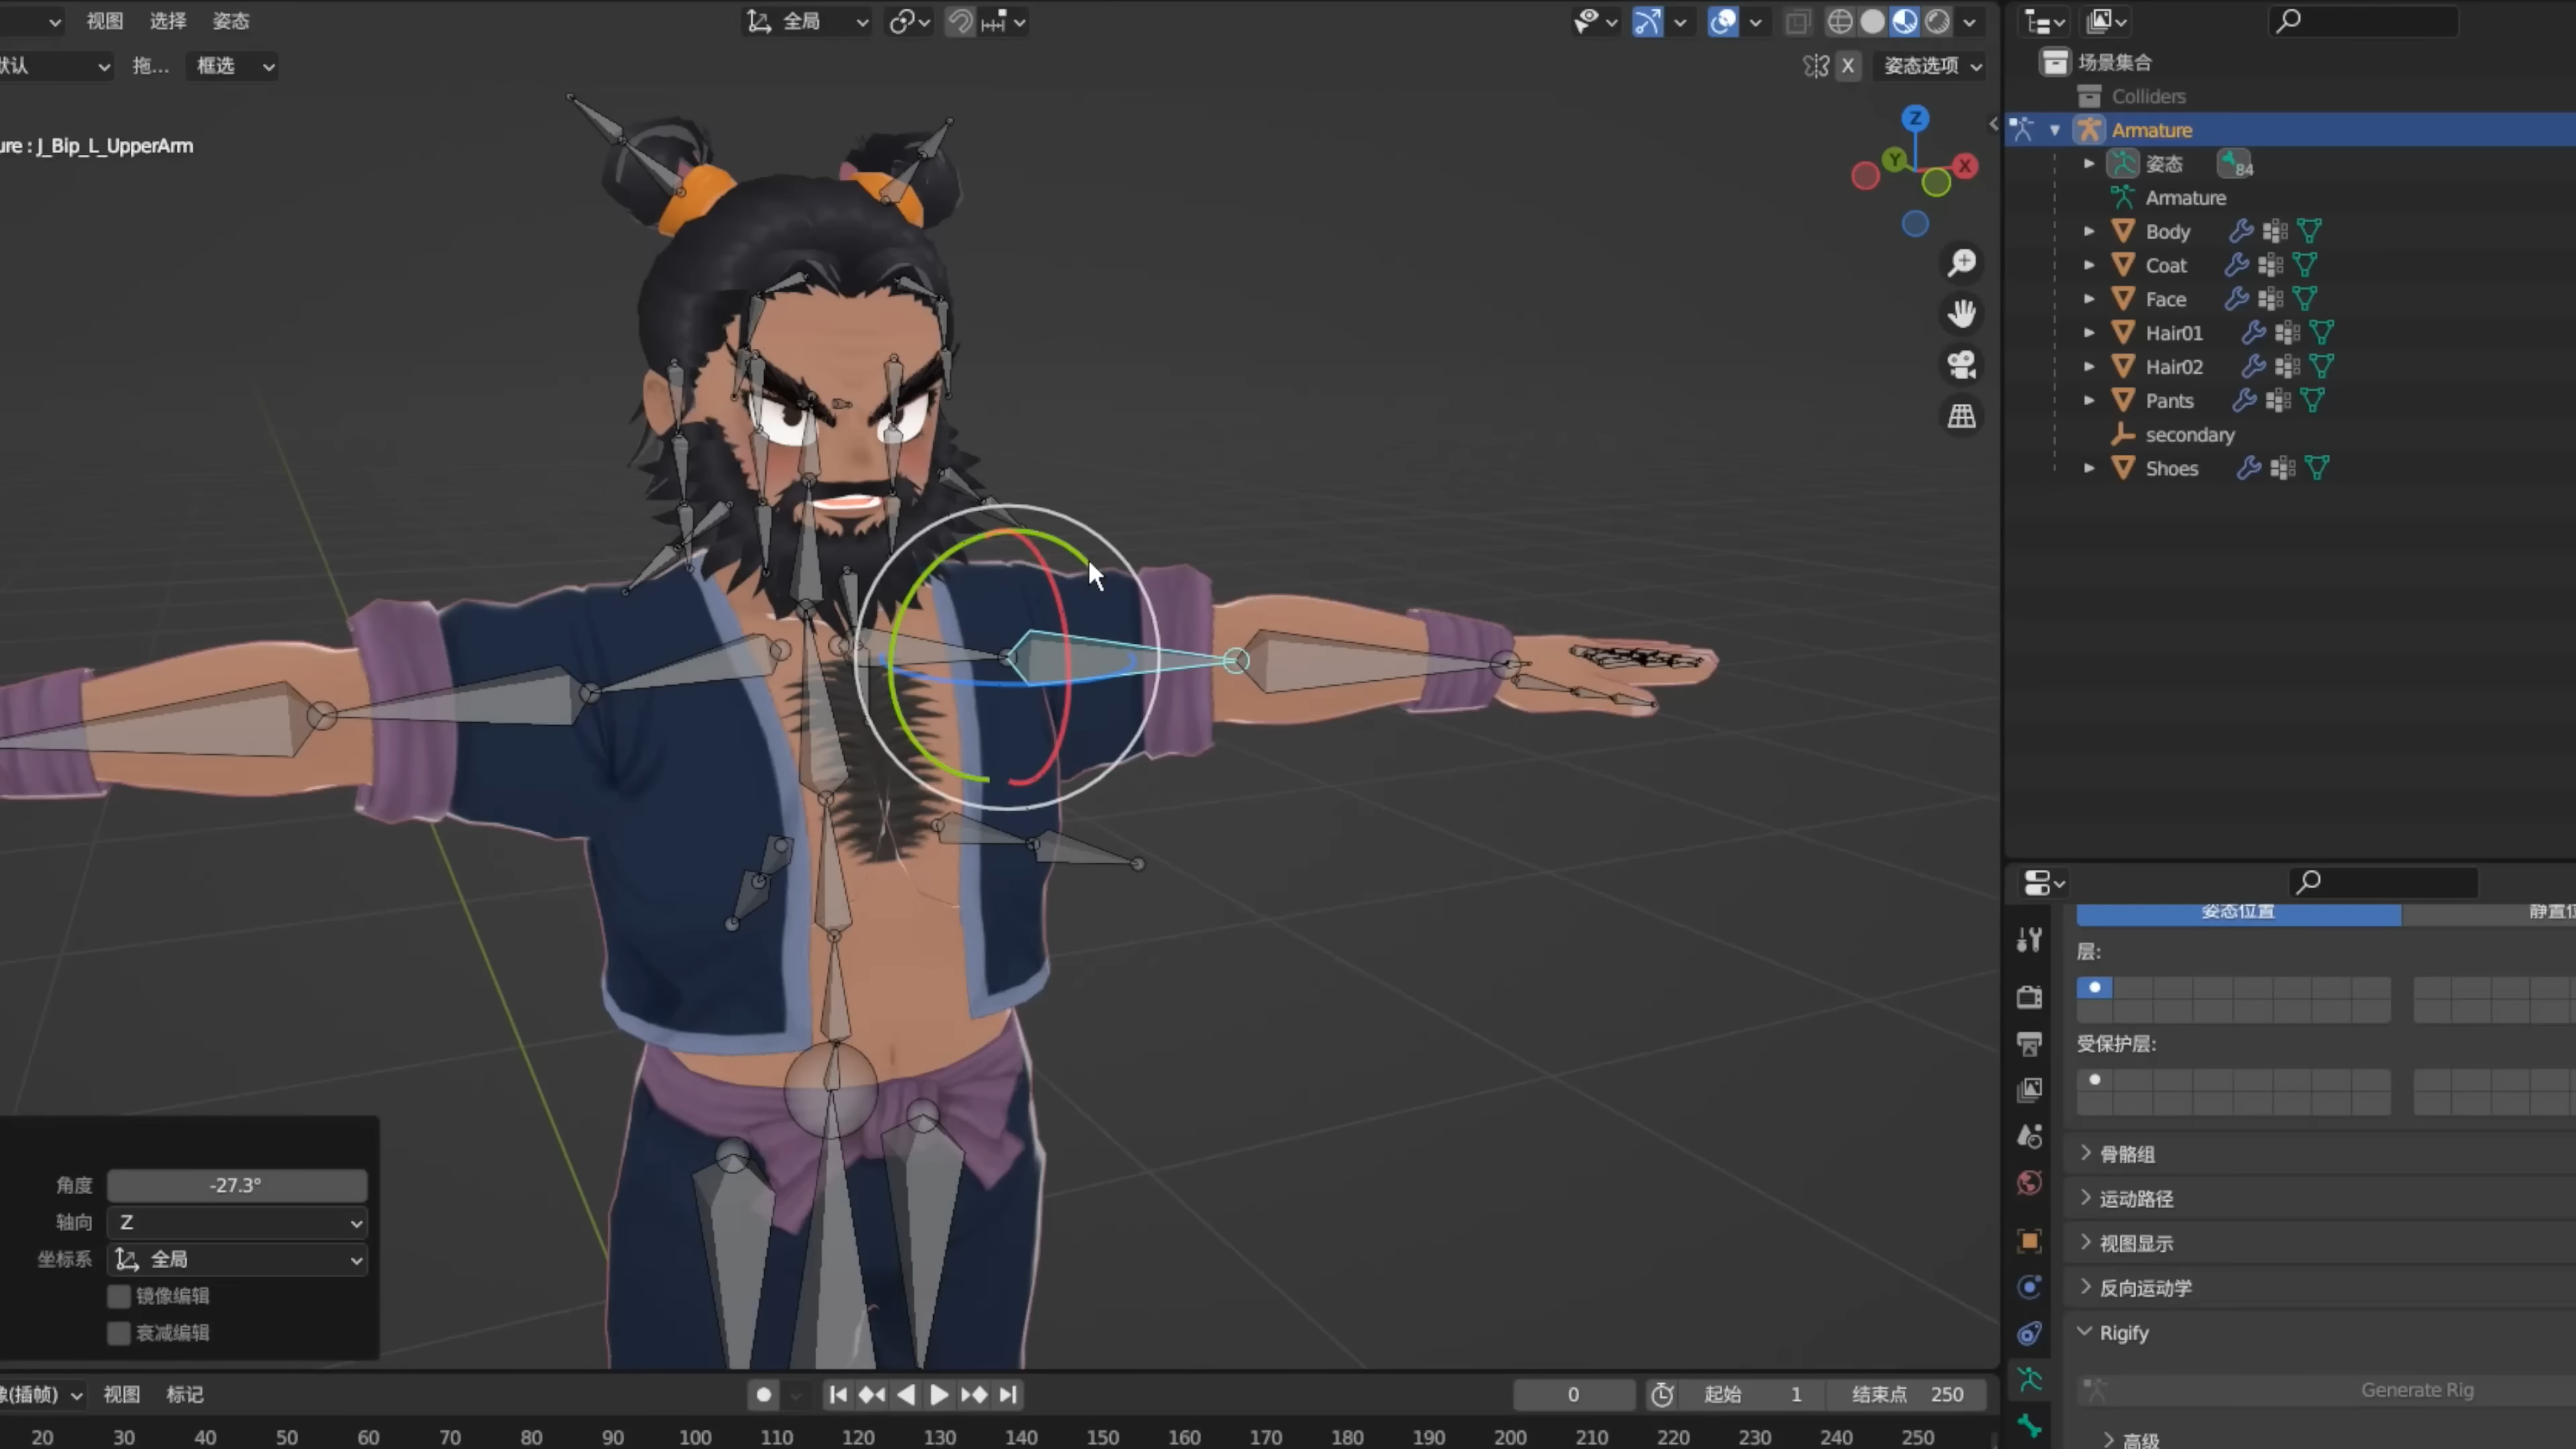 视图 选择 姿态 全局
默认 拖... 框选 X 姿态选项
ure : J_Bip_L_UpperArm
Z
Y
X
角度 -27.3°
轴向 Z
坐标系 全局
镜像编辑
衰减编辑
(插帧) 视图 标记 0 起始 1 结束点 250
20 30 40 50 60 70 80 90 100 110 120 130 140 150 160 170 180 190 200 210 220 230 240 250
场景集合
Colliders
Armature
姿态 84
Armature
Body
Coat
Face
Hair01
Hair02
Pants
secondary
Shoes
姿态位置 静置位
层:
受保护层:
骨骼组
运动路径
视图显示
反向运动学
Rigify
Generate Rig
高级